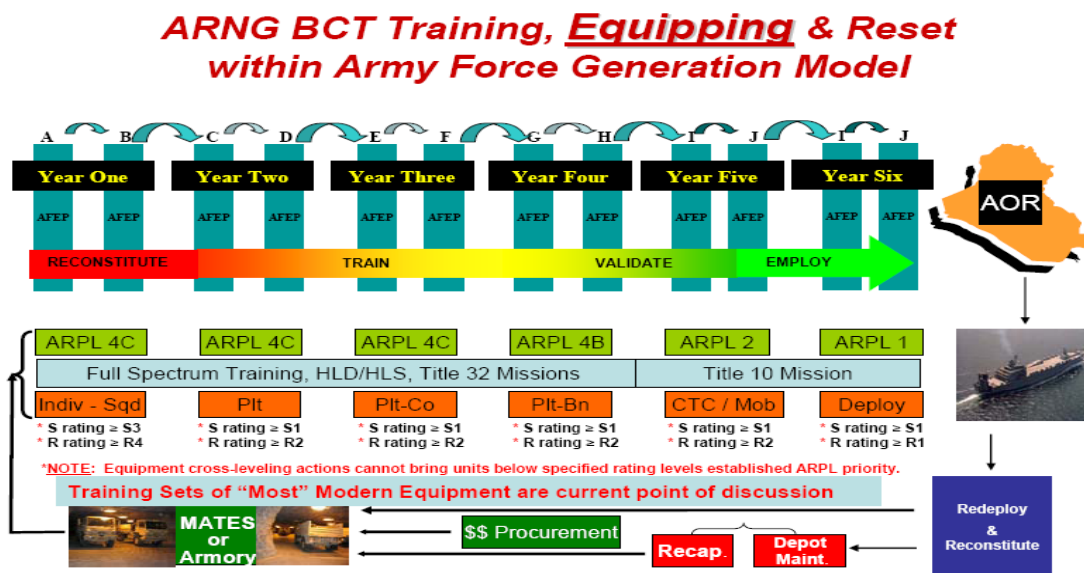 ARNG BCT Training, Equipping & Reset
within Army Force Generation Model
A B C D E F G H I J I J
Year One Year Two Year Three Year Four Year Five Year Six
AOR
AFEP AFEP AFEP AFEP AFEP AFEP AFEP AFEP AFEP AFEP AFEP AFEP
RECONSTITUTE TRAIN VALIDATE EMPLOY
ARPL 4C ARPL 4C ARPL 4C ARPL 4B ARPL 2 ARPL 1
Full Spectrum Training, HLD/HLS, Title 32 Missions Title 10 Mission
Indiv - Sqd Plt Plt-Co Plt-Bn CTC / Mob Deploy
* S rating ≥ S3 * S rating ≥ S1 * S rating ≥ S1 * S rating ≥ S1 * S rating ≥ S1 * S rating ≥ S1
* R rating ≥ R4 * R rating ≥ R2 * R rating ≥ R2 * R rating ≥ R2 * R rating ≥ R2 * R rating ≥ R1
*NOTE: Equipment cross-leveling actions cannot bring units below specified rating levels established ARPL priority.
Training Sets of “Most” Modern Equipment are current point of discussion
MATES
or
Armory
$$ Procurement
Recap.
Depot
Maint.
Redeploy
&
Reconstitute